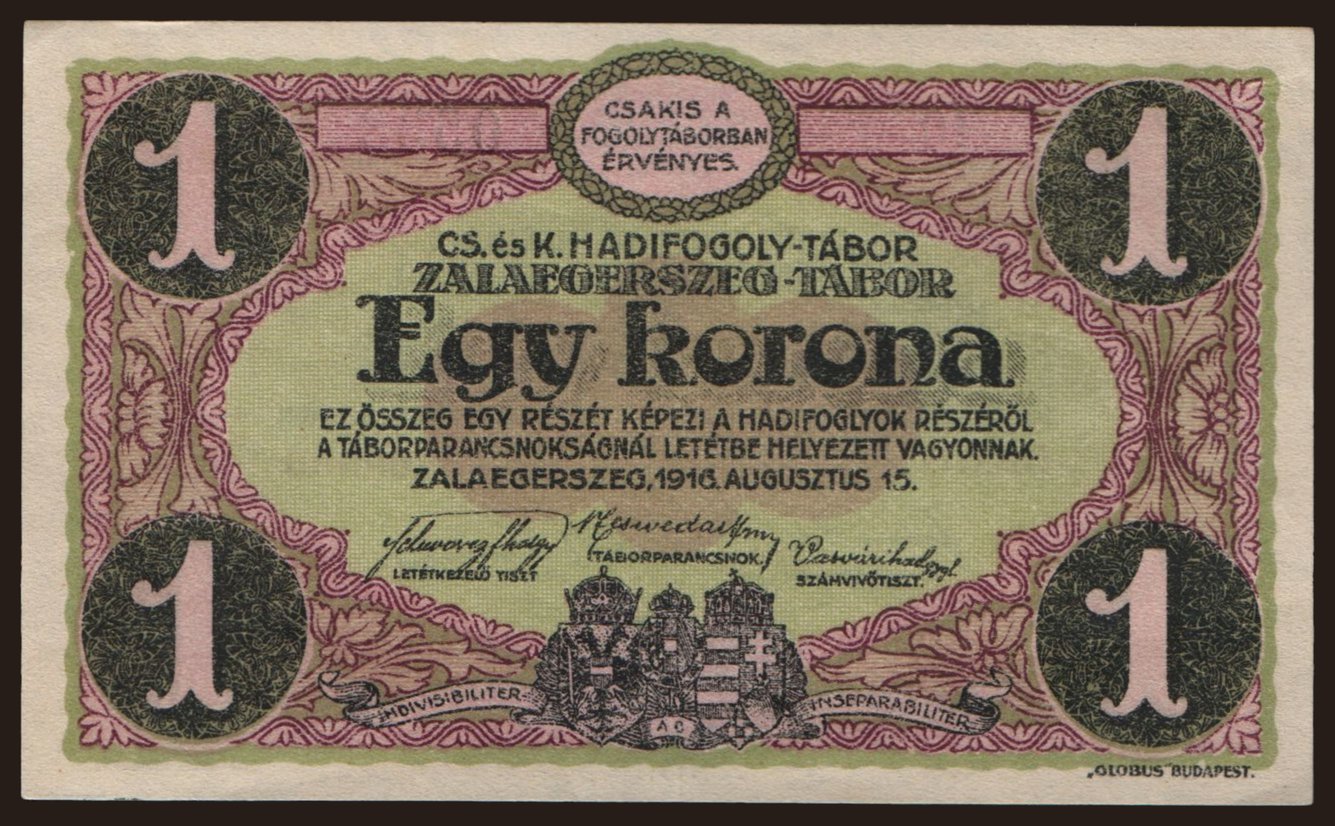 1
1
CSAKIS A
FOGOLYTÁBORBAN
ÉRVÉNYES.
CS. és K. HADIFOGOLY-TÁBOR
ZALAEGERSZEG-TÁBOR
Egy korona
EZ ÖSSZEG EGY RÉSZÉT KÉPEZI A HADIFOGLYOK RÉSZÉRŐL
A TÁBORPARANCSNOKSÁGNÁL LETÉTBE HELYEZETT VAGYONNAK.
ZALAEGERSZEG, 1916. AUGUSZTUS 15.
LETÉTKEZELŐ TISZT
TÁBORPARANCSNOK.
SZÁMVIVŐTISZT.
1
1
INDIVISIBILITER
INSEPARABILITER
„GLOBUS" BUDAPEST.